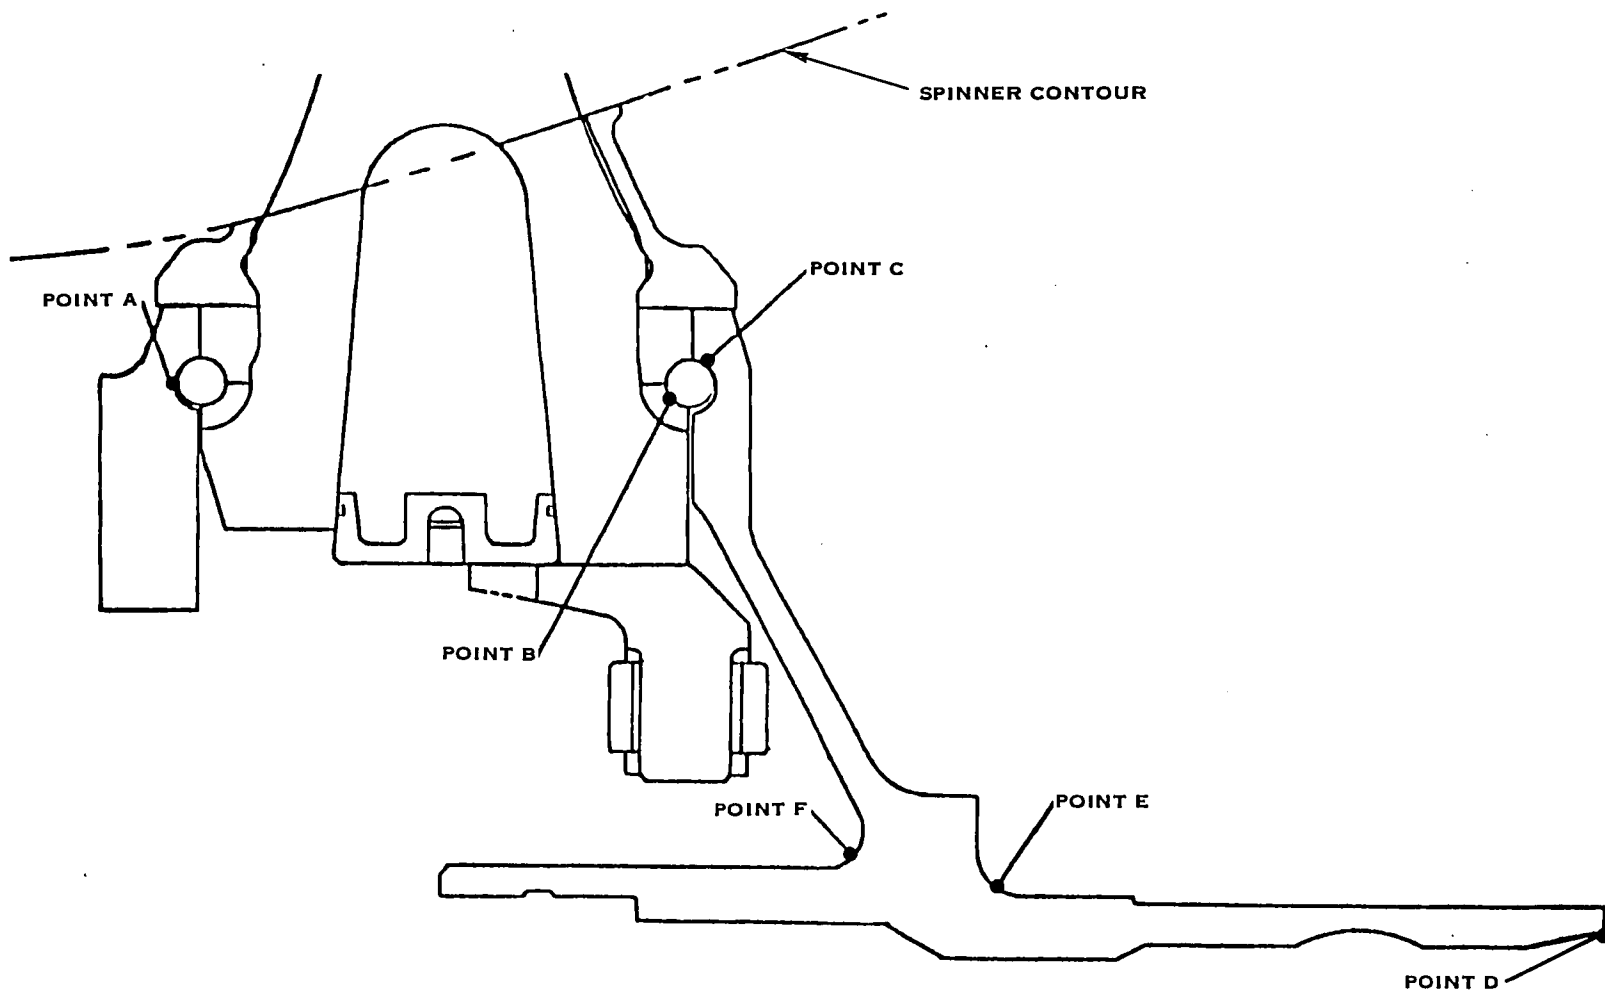 SPINNER CONTOUR
POINT C
POINT A
POINT B
POINT F
POINT E
POINT D